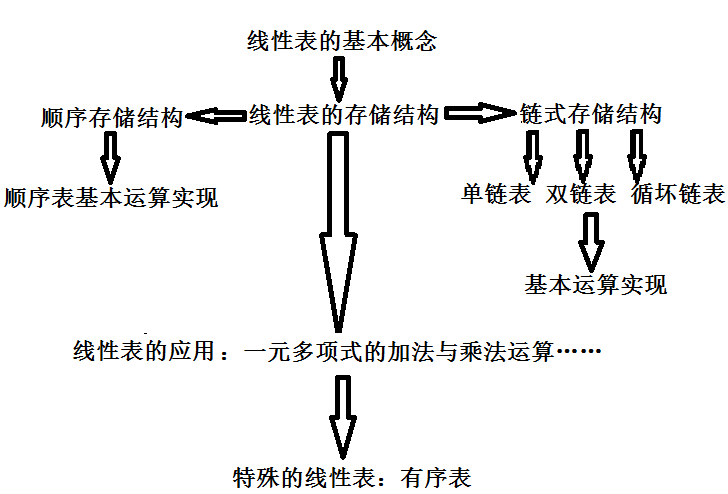 线性表的基本概念
顺序存储结构 线性表的存储结构 链式存储结构
顺序表基本运算实现 单链表 双链表 循坏链表
基本运算实现
线性表的应用：一元多项式的加法与乘法运算……
特殊的线性表：有序表